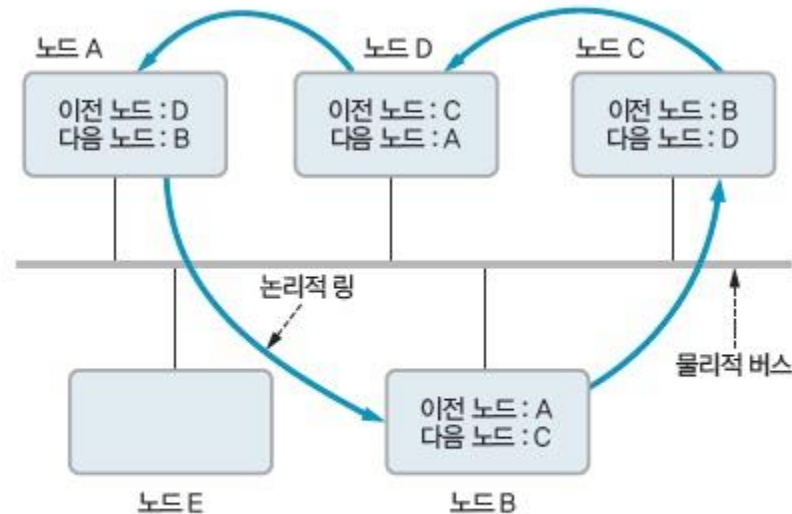 노드 A
노드 D
노드 C
이전 노드 : D
다음 노드 : B
이전 노드 : C
다음 노드 : A
이전 노드 : B
다음 노드 : D
논리적 링
물리적 버스
이전 노드 : A
다음 노드 : C
노드 E
노드 B